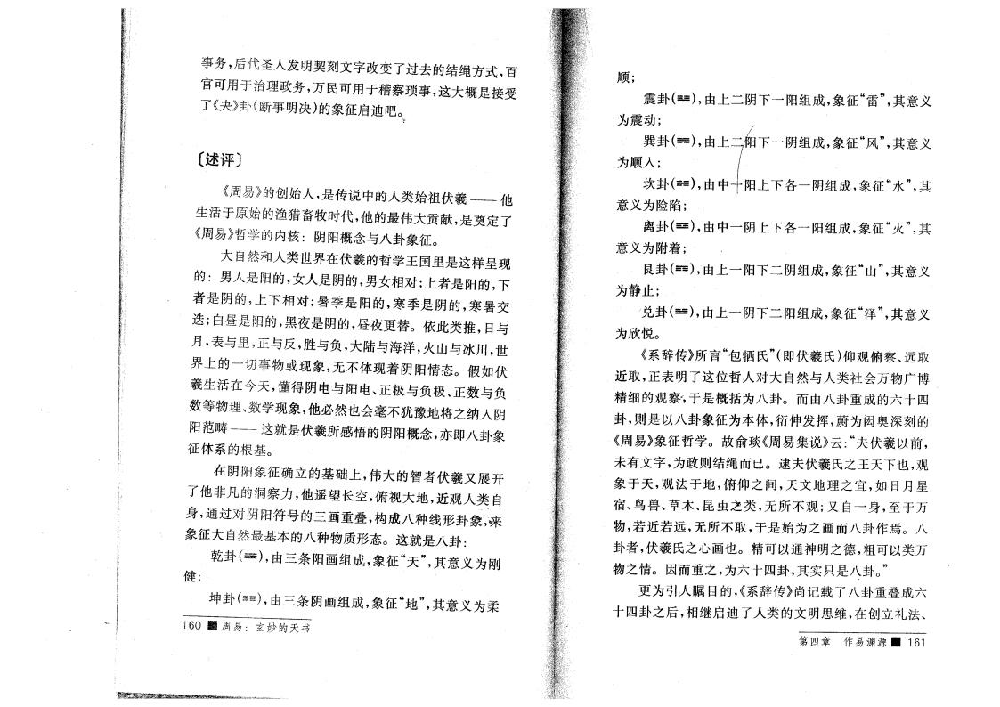 事务，后代圣人发明契刻文字改变了过去的结绳方式，百
官可用于治理政务，万民可用于稽察琐事，这大概是接受
了《夬》卦（断事明决）的象征启迪吧。
〔述评〕
《周易》的创始人，是传说中的人类始祖伏羲——他
生活于原始的渔猎畜牧时代，他的最伟大贡献，是奠定了
《周易》哲学的内核：阴阳概念与八卦象征。
大自然和人类世界在伏羲的哲学王国里是这样呈现
的：男人是阳的，女人是阴的，男女相对；上者是阳的，下
者是阴的，上下相对；暑季是阳的，寒季是阴的，寒暑交
迭；白昼是阳的，黑夜是阴的，昼夜更替。依此类推，日与
月，表与里，正与反，胜与负，大陆与海洋，火山与冰川，世
界上的一切事物或现象，无不体现着阴阳情态。假如伏
羲生活在今天，懂得阴电与阳电、正极与负极、正数与负
数等物理、数学现象，他必然也会毫不犹豫地将之纳入阴
阳范畴——这就是伏羲所感悟的阴阳概念，亦即八卦象
征体系的根基。
在阴阳象征确立的基础上，伟大的智者伏羲又展开
了他非凡的洞察力，他遥望长空，俯视大地，近观人类自
身，通过对阴阳符号的三画重叠，构成八种线形卦象，来
象征大自然最基本的八种物质形态。这就是八卦：
乾卦（☰），由三条阳画组成，象征“天”，其意义为刚
健；
坤卦（☷），由三条阴画组成，象征“地”，其意义为柔
160 ■ 周易：玄妙的天书
顺；
震卦（☳），由上二阴下一阳组成，象征“雷”，其意义
为震动；
巽卦（☴），由上二阳下一阴组成，象征“风”，其意义
为顺入；
坎卦（☵），由中一阳上下各一阴组成，象征“水”，其
意义为险陷；
离卦（☲），由中一阴上下各一阳组成，象征“火”，其
意义为附着；
艮卦（☶），由上一阳下二阴组成，象征“山”，其意义
为静止；
兑卦（☱），由上一阴下二阳组成，象征“泽”，其意义
为欣悦。
《系辞传》所言“包牺氏”（即伏羲氏）仰观俯察、远取
近取，正表明了这位哲人对大自然与人类社会万物广博
精细的观察，于是概括为八卦。而由八卦重成的六十四
卦，则是以八卦象征为本体，衍伸发挥，蔚为闳奥深刻的
《周易》象征哲学。故俞琰《周易集说》云：“夫伏羲以前，
未有文字，为政则结绳而已。逮夫伏羲氏之王天下也，观
象于天，观法于地，俯仰之间，天文地理之宜，如日月星
宿、鸟兽、草木、昆虫之类，无所不观；又自一身，至于万
物，若近若远，无所不取，于是始为之画而八卦作焉。八
卦者，伏羲氏之心画也。精可以通神明之德，粗可以类万
物之情。因而重之，为六十四卦，其实只是八卦。”
更为引人瞩目的，《系辞传》尚记载了八卦重叠成六
十四卦之后，相继启迪了人类的文明思维，在创立礼法、
第四章 作易渊源 ■ 161